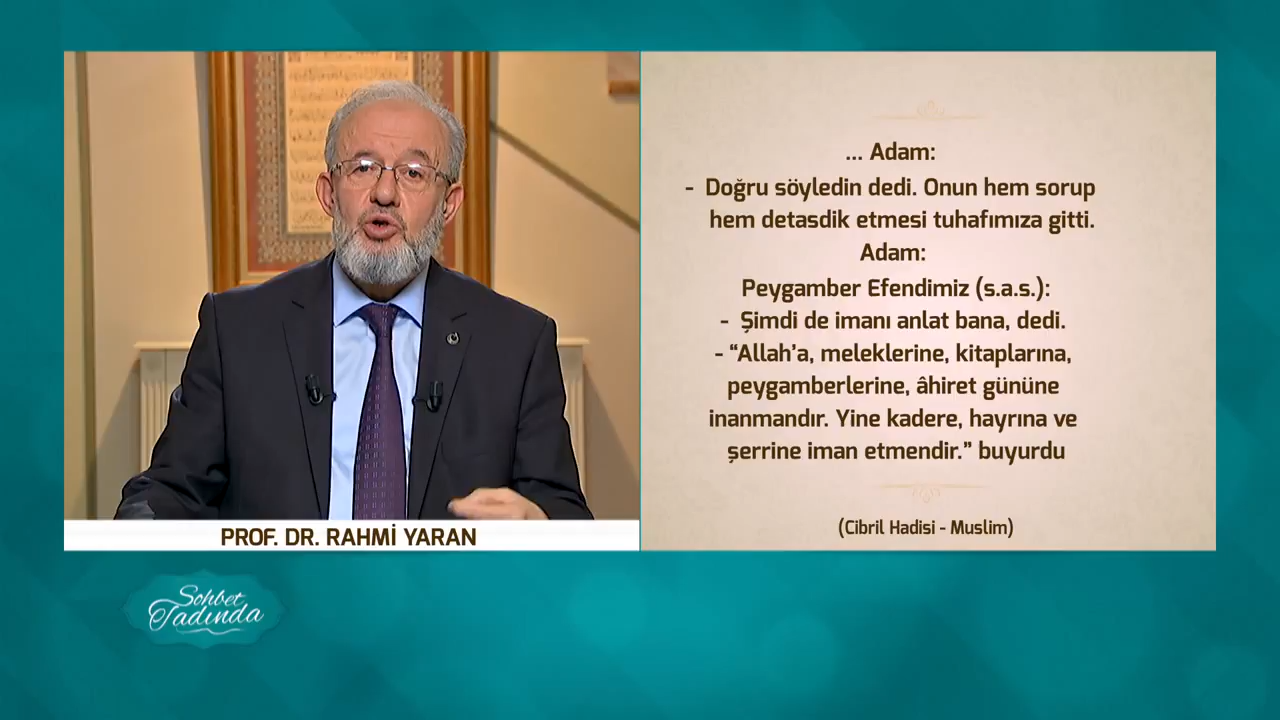 ... Adam:
- Doğru söyledin dedi. Onun hem sorup
hem detasdik etmesi tuhafımıza gitti.
Adam:
Peygamber Efendimiz (s.a.s.):
- Şimdi de imanı anlat bana, dedi.
- “Allah’a, meleklerine, kitaplarına,
peygamberlerine, âhiret gününe
inanmandır. Yine kadere, hayrına ve
şerrine iman etmendir.” buyurdu
(Cibril Hadisi - Muslim)
PROF. DR. RAHMİ YARAN
Sohbet
Tadında